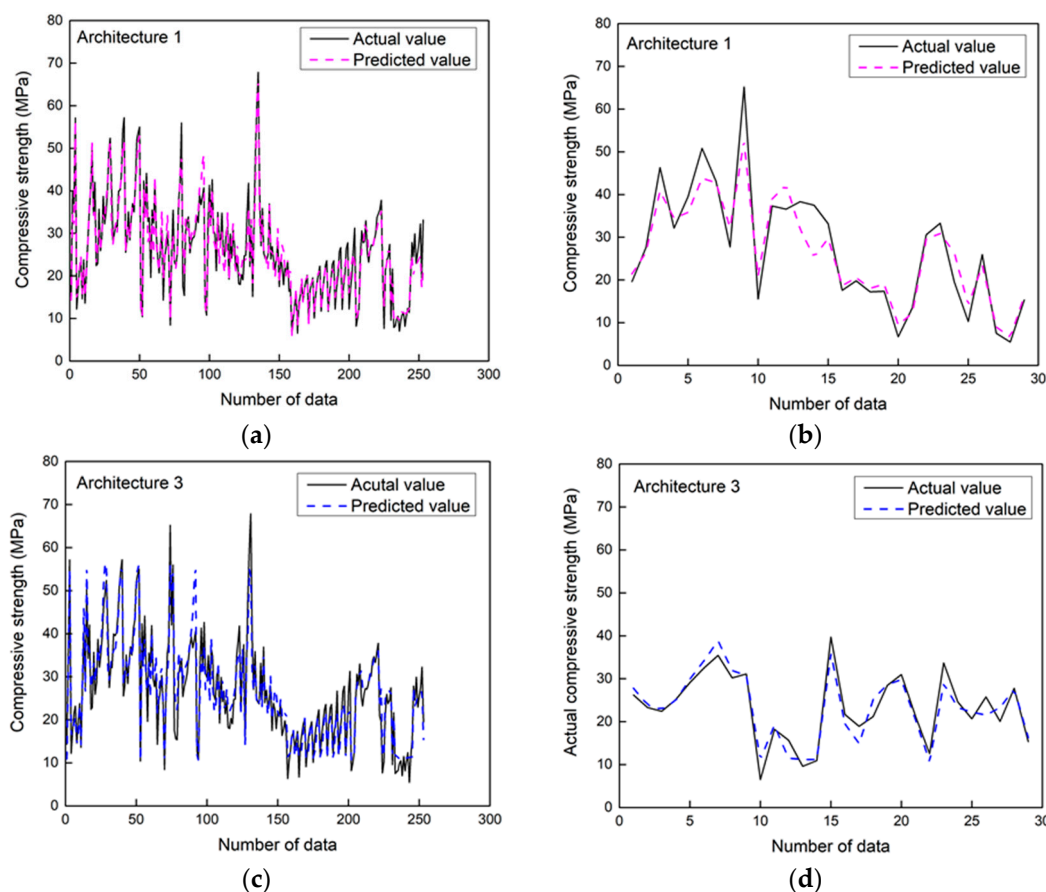 Architecture 1
Actual value
Predicted value
Compressive strength (MPa)
80
70
60
50
40
30
20
10
0
0 50 100 150 200 250 300
Number of data
(a)
Architecture 1
Actual value
Predicted value
Compressive strength (MPa)
80
70
60
50
40
30
20
10
0
0 5 10 15 20 25 30
Number of data
(b)
Architecture 3
Acutal value
Predicted value
Compressive strength (MPa)
80
70
60
50
40
30
20
10
0
0 50 100 150 200 250 300
Number of data
(c)
Architecture 3
Actual value
Predicted value
Actual compressive strength (MPa)
80
70
60
50
40
30
20
10
0
0 5 10 15 20 25 30
Number of data
(d)